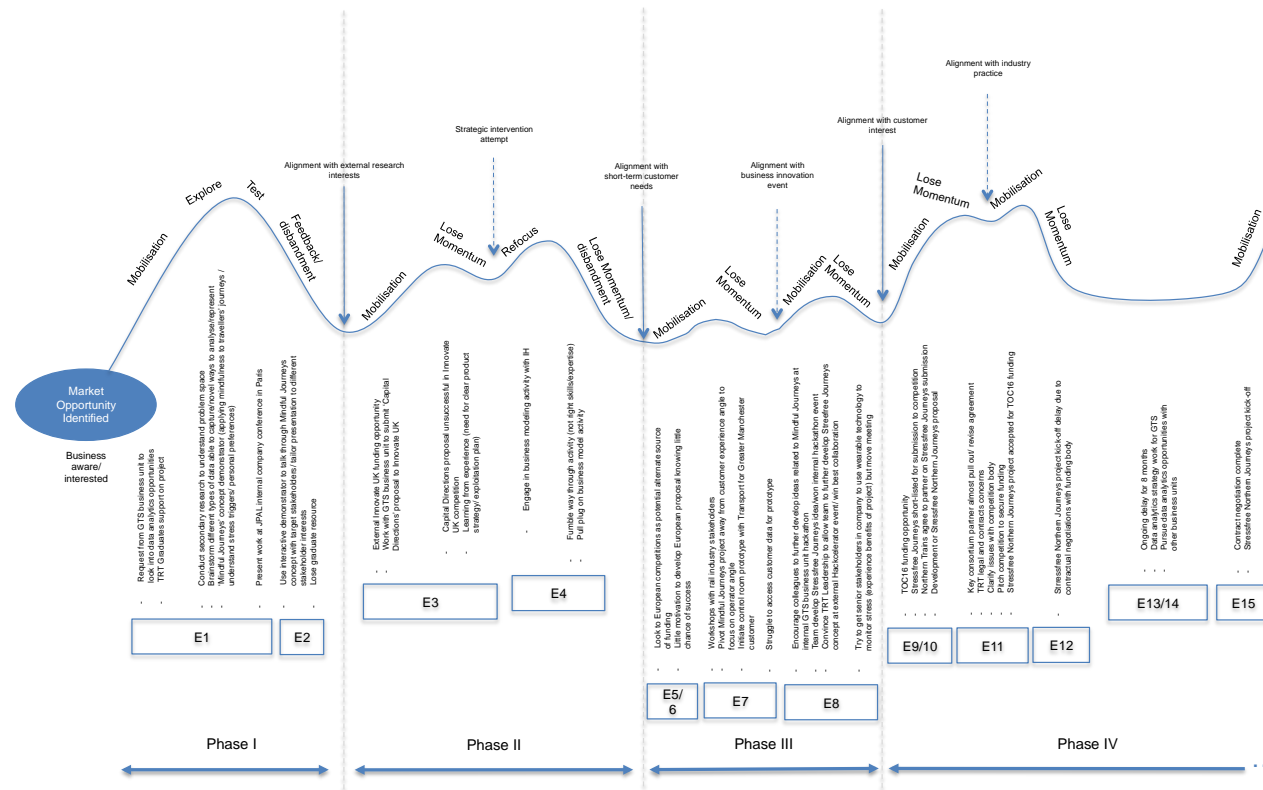 Alignment with industry
practice
Alignment with customer
interest
Strategic intervention
attempt
Alignment with external research
interests
Alignment with
short-term customer
needs
Alignment with
business innovation
event
Mobilisation
Explore
Test
Feedback/
disbandment
Mobilisation
Lose
Momentum
Refocus
Lose Momentum/
disbandment
Mobilisation
Lose
Momentum
Mobilisation
Lose
Momentum
Mobilisation
Lose
Momentum
Mobilisation
Lose
Momentum
Mobilisation
Market
Opportunity
Identified
Business
aware/
interested
- Request from GTS business unit to
look into data analytics opportunities
- TRT Graduates support on project
- Conduct secondary research to understand problem space
- Brainstorm different types of data able to capture/novel ways to analyse/represent
- 'Mindful Journeys' concept demonstrator (applying mindfulness to travellers' journeys /
understand stress triggers/ personal preferences)
- Present work at JPAL internal company conference in Paris
- Use interactive demonstrator to talk through Mindful Journeys
concept with target stakeholders/ tailor presentation to different
stakeholder interests
- Lose graduate resource
- External Innovate UK funding opportunity
- Work with GTS business unit to submit 'Capital
Directions' proposal to Innovate UK
- Capital Directions proposal unsuccessful in Innovate
UK competition
- Learning from experience (need for clear product
strategy/ exploitation plan)
- Engage in business modeling activity with IH
- Fumble way through activity (not right skills/expertise)
- Pull plug on business model activity
- Look to European competitions as potential alternate source
of funding
- Little motivation to develop European proposal knowing little
chance of success
- Workshops with rail industry stakeholders
- Pivot Mindful Journeys project away from customer experience angle to
focus on operator angle
- Initiate control room prototype with Transport for Greater Manchester
customer
- Struggle to access customer data for prototype
- Encourage colleagues to further develop ideas related to Mindful Journeys at
internal GTS business unit hackathon
- Team develop Stressfree Journeys idea/won internal hackathon event
- Convince TRT Leadership to allow team to further develop Streefree Journeys
concept at external Hackcelerator event/ win best collaboration
- Try to get senior stakeholders in company to use wearable technology to
monitor stress (experience benefits of project) but move meeting
- TOC16 funding opportunity
- Stressfree Journeys short-listed for submission to competition
- Northern Trains agree to partner on Stressfree Journeys submission
- Development or Stressfree Northern Journeys proposal
- Key consortium partner almost pull out/ revise agreement
- TRT legal and contracts concerns
- Clarify issues with competition body
- Pitch competition to secure funding
- Stressfree Northern Journeys project accepted for TOC16 funding
- Strressfree Northern Journeys project kick-off delay due to
contractual negotiations with funding body
- Ongoing delay for 8 months
- Data analytics strategy work for GTS
- Pursue data analytics opportunities with
other business units
- Contract negotiation complete
- Stressfree Northern Journeys project kick-off
E1
E2
E3
E4
E5/
6
E7
E8
E9/10
E11
E12
E13/14
E15
Phase I
Phase II
Phase III
Phase IV